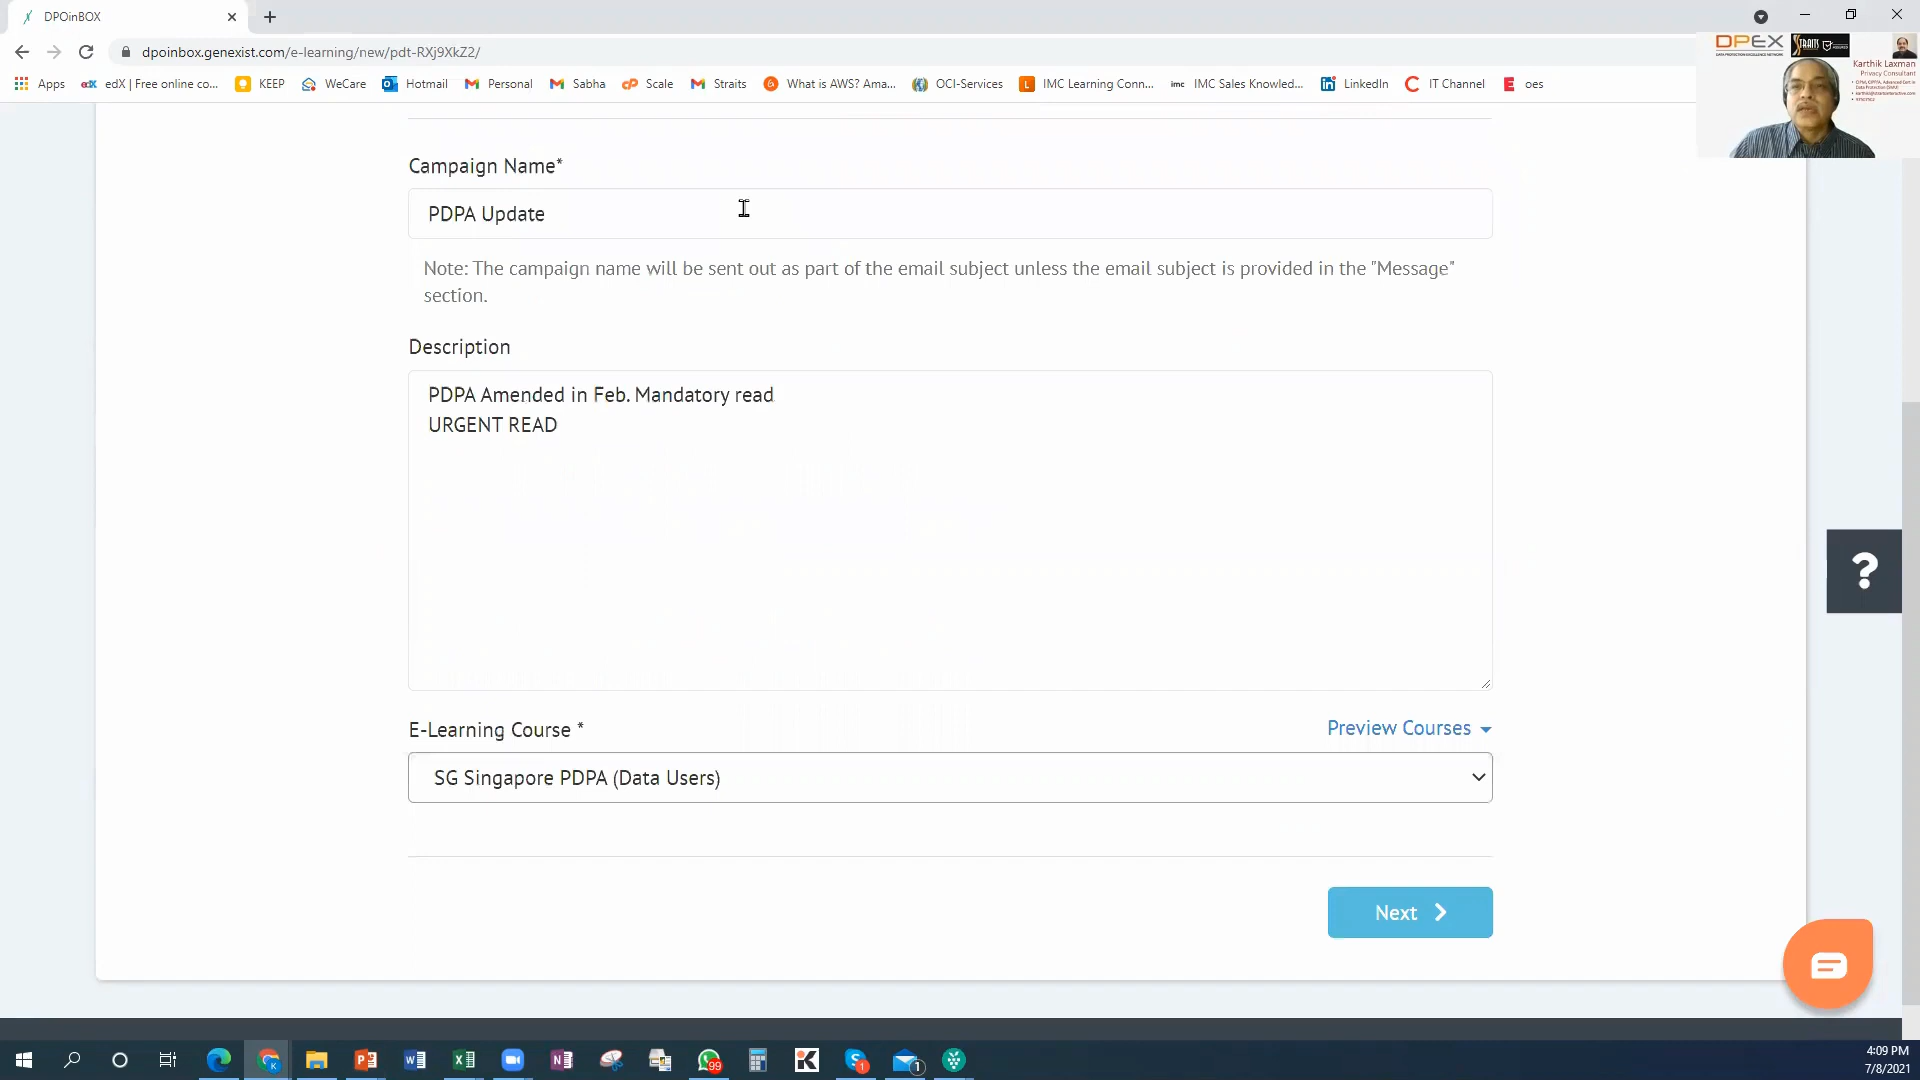 DPOinBOX
dpoinbox.genexist.com/e-learning/new/pdt-RXj9XkZ2/
Apps
edX | Free online co...
KEEP
WeCare
Hotmail
Personal
Sabha
Scale
Straits
What is AWS? Ama...
OCI-Services
IMC Learning Conn...
imc
IMC Sales Knowled...
LinkedIn
IT Channel
oes
DPEX
STRAITS
Karthik Laxman
Privacy Consultant
Campaign Name*
PDPA Update
Note: The campaign name will be sent out as part of the email subject unless the email subject is provided in the "Message"
section.
Description
PDPA Amended in Feb. Mandatory read
URGENT READ
E-Learning Course *
Preview Courses
SG Singapore PDPA (Data Users)
Next
?
99
1
1
4:09 PM
7/8/2021